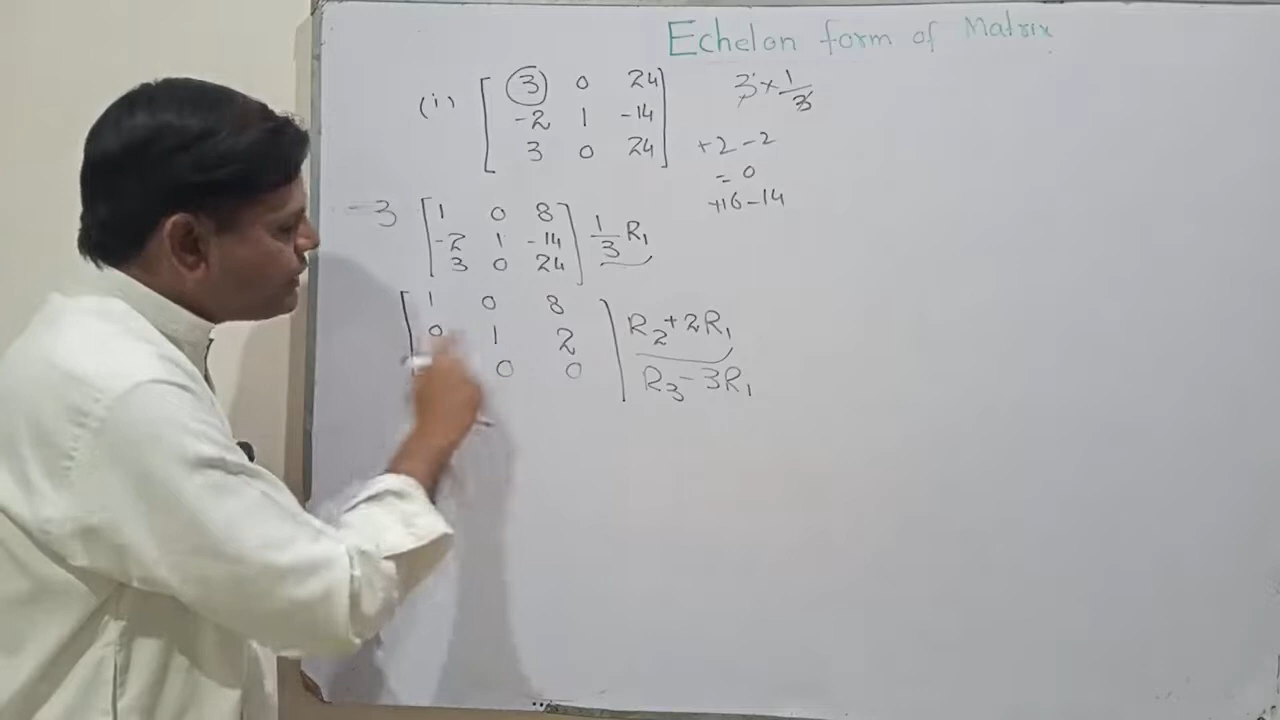 Echelon form of Matrix
(i) [ 3 0 24 ] 3 × 1/3
-2 1 -14
3 0 24
+2 - 2
= 0
+16 - 14
-3 [ 1 0 8 ] 1/3 R₁
-2 1 -14
3 0 24
[ 1 0 8 ]
0 1 2 R₂ + 2R₁
0 0 R₃ - 3R₁